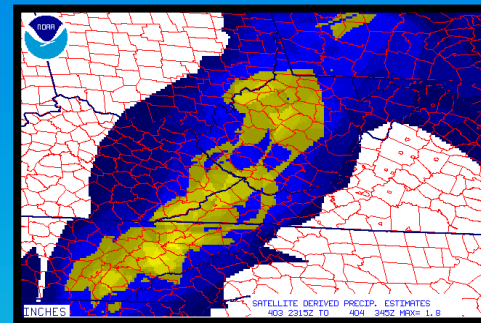 NOAA
SATELLITE DERIVED PRECIP. ESTIMATES
INCHES
403 2315Z TO 404 345Z MAX= 1.8